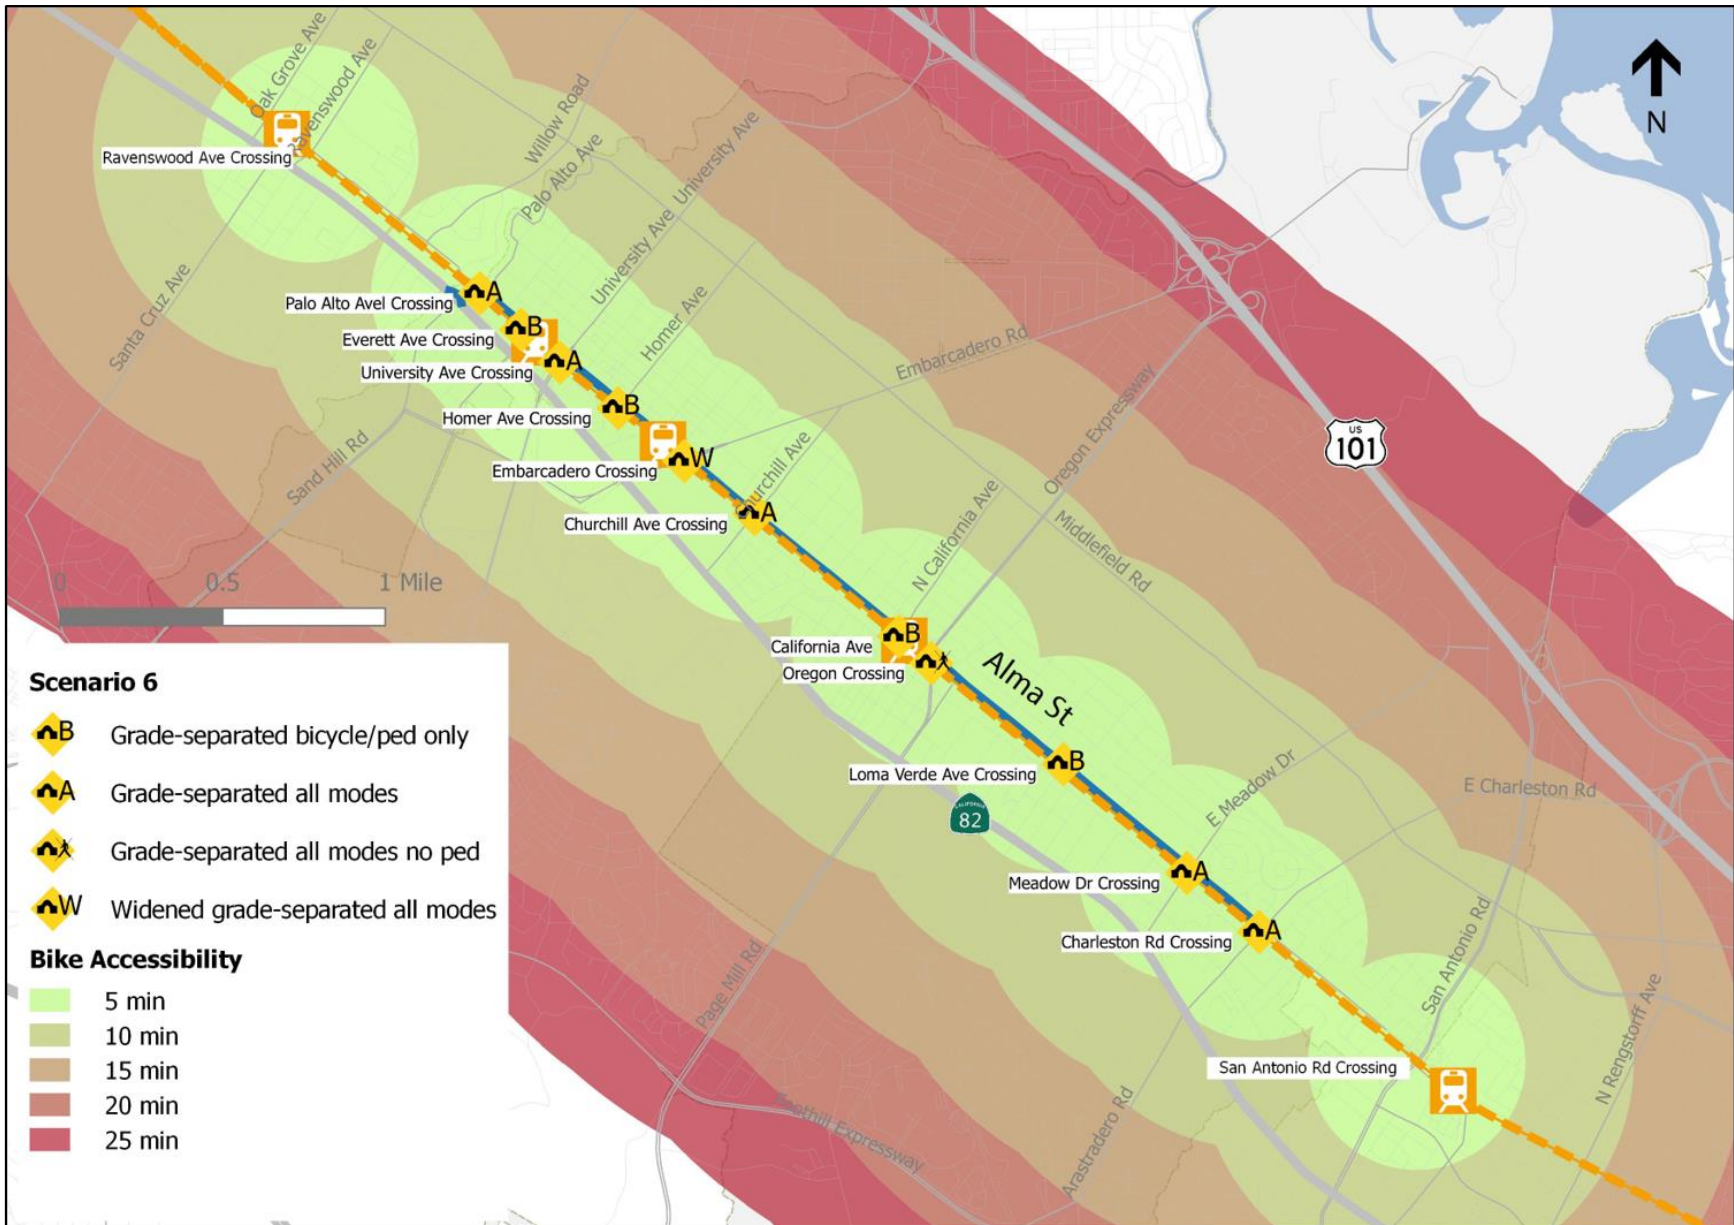 Oak Grove Ave
Ravenswood Ave
Ravenswood Ave Crossing
Willow Road
Palo Alto Ave
University Ave
University Ave
N
Santa Cruz Ave
Palo Alto Avel Crossing
A
Everett Ave Crossing
B
University Ave Crossing
A
Homer Ave
Homer Ave Crossing
B
Embarcadero Rd
Embarcadero Crossing
W
Sand Hill Rd
Churchill Ave
Churchill Ave Crossing
A
Oregon Expressway
US
101
N California Ave
Middlefield Rd
0 0.5 1 Mile
California Ave
B
Oregon Crossing
Alma St
Loma Verde Ave Crossing
B
CALIFORNIA
82
E Meadow Dr
E Charleston Rd
Meadow Dr Crossing
A
Charleston Rd Crossing
A
San Antonio Rd
Page Mill Rd
San Antonio Rd Crossing
N Rengstorff Ave
Foothill Expressway
Arastradero Rd
Scenario 6
B Grade-separated bicycle/ped only
A Grade-separated all modes
Grade-separated all modes no ped
W Widened grade-separated all modes
Bike Accessibility
5 min
10 min
15 min
20 min
25 min